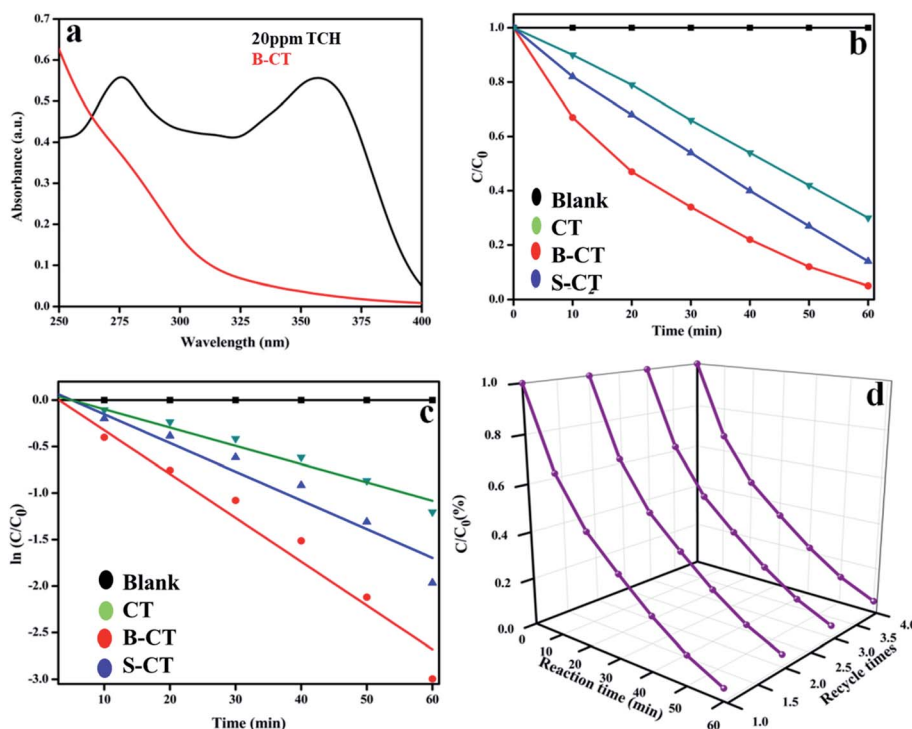 a
20ppm TCH
B-CT
Absorbance (a.u.)
0.7
0.6
0.5
0.4
0.3
0.2
0.1
0.0
250 275 300 325 350 375 400
Wavelength (nm)
b
C/C0
1.0
0.8
0.6
0.4
0.2
0.0
Blank
CT
B-CT
S-CT
0 10 20 30 40 50 60
Time (min)
c
ln (C/C0)
0.0
-0.5
-1.0
-1.5
-2.0
-2.5
-3.0
Blank
CT
B-CT
S-CT
10 20 30 40 50 60
Time (min)
d
C/C0(%)
1.0
0.8
0.6
0.4
0.2
0.0
0 10 20 30 40 50 60
Reaction time (min)
1.0 1.5 2.0 2.5 3.0 3.5 4.0
Recycle times